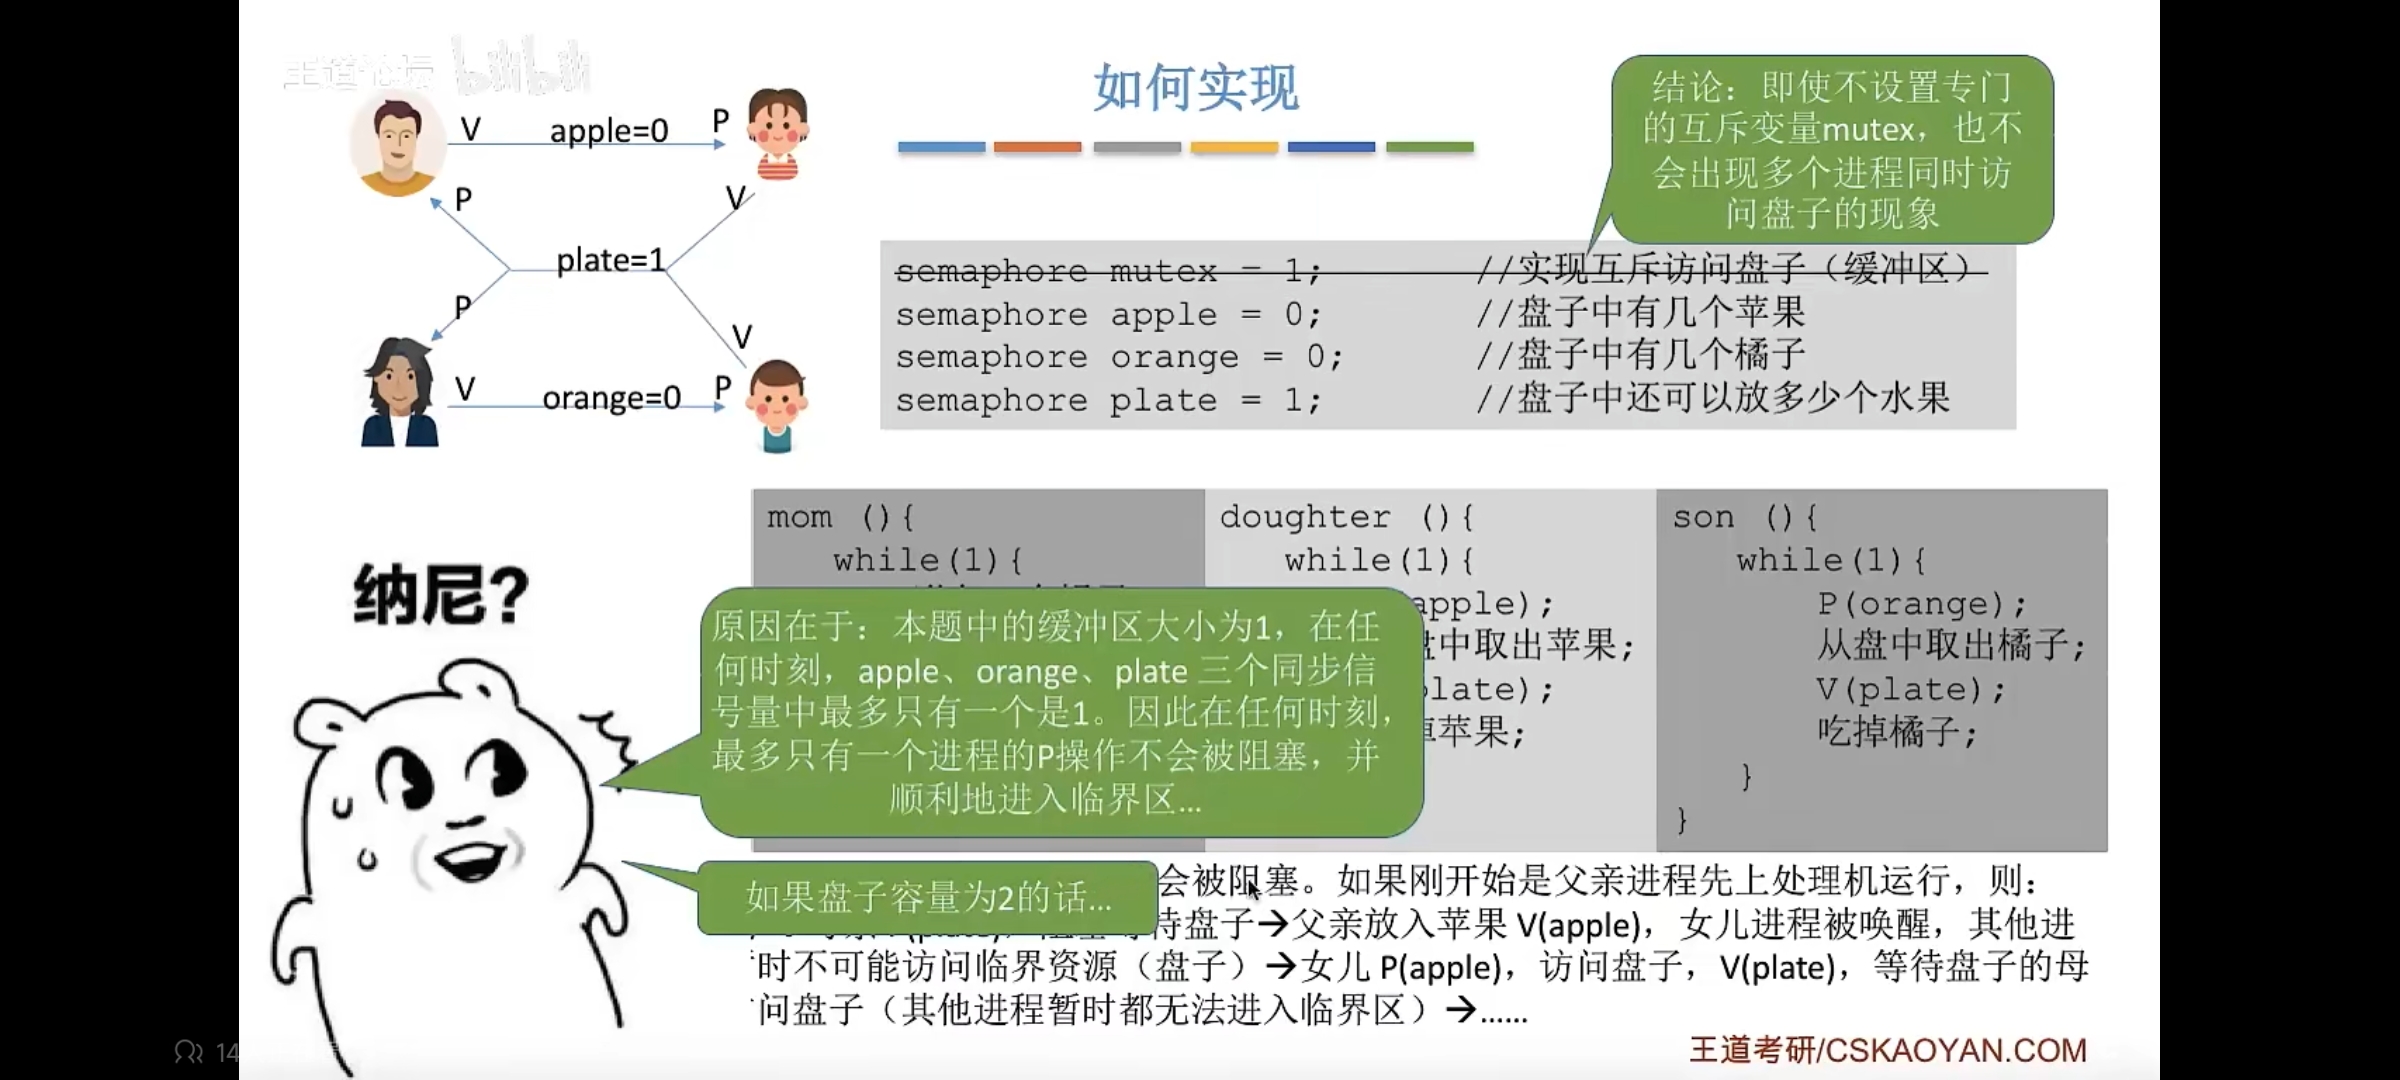 王道论坛 bilibili
如何实现
结论：即使不设置专门
的互斥变量mutex，也不
会出现多个进程同时访
问盘子的现象
V apple=0 P
P V
plate=1
P V
V orange=0 P
semaphore mutex = 1; //实现互斥访问盘子（缓冲区）
semaphore apple = 0; //盘子中有几个苹果
semaphore orange = 0; //盘子中有几个橘子
semaphore plate = 1; //盘子中还可以放多少个水果
mom (){
while(1){
doughter (){
while(1){
apple);
盘中取出苹果;
plate);
掉苹果;
son (){
while(1){
P(orange);
从盘中取出橘子;
V(plate);
吃掉橘子;
}
}
纳尼?
原因在于：本题中的缓冲区大小为1，在任
何时刻，apple、orange、plate 三个同步信
号量中最多只有一个是1。因此在任何时刻，
最多只有一个进程的P操作不会被阻塞，并
顺利地进入临界区...
如果盘子容量为2的话...
会被阻塞。如果刚开始是父亲进程先上处理机运行，则：
待盘子→父亲放入苹果 V(apple)，女儿进程被唤醒，其他进
时不可能访问临界资源（盘子）→女儿 P(apple)，访问盘子，V(plate)，等待盘子的母
问盘子（其他进程暂时都无法进入临界区）→......
14
王道考研/CSKAOYAN.COM